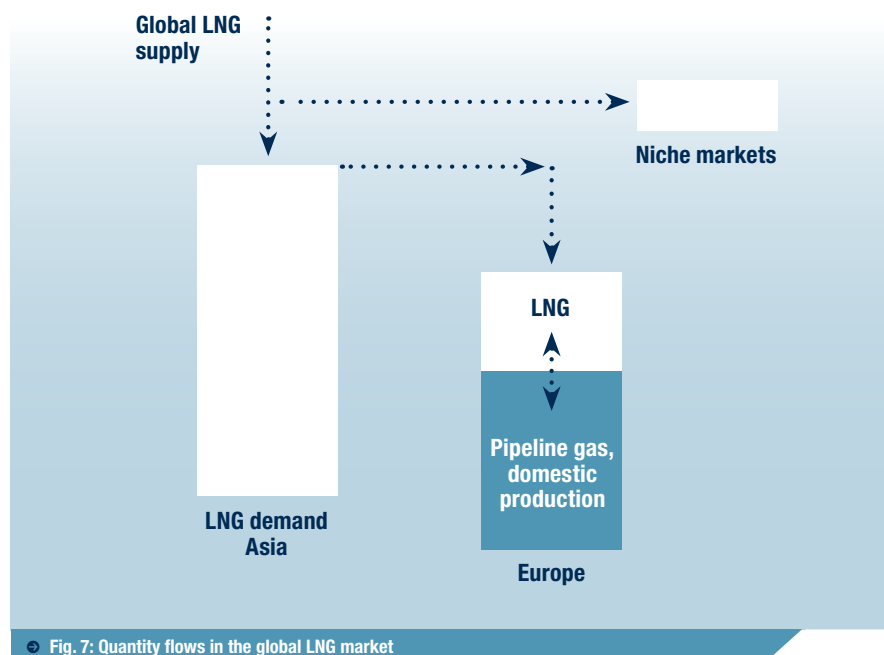 Global LNG
supply
Niche markets
LNG
Pipeline gas,
domestic
production
LNG demand
Asia
Europe
Fig. 7: Quantity flows in the global LNG market